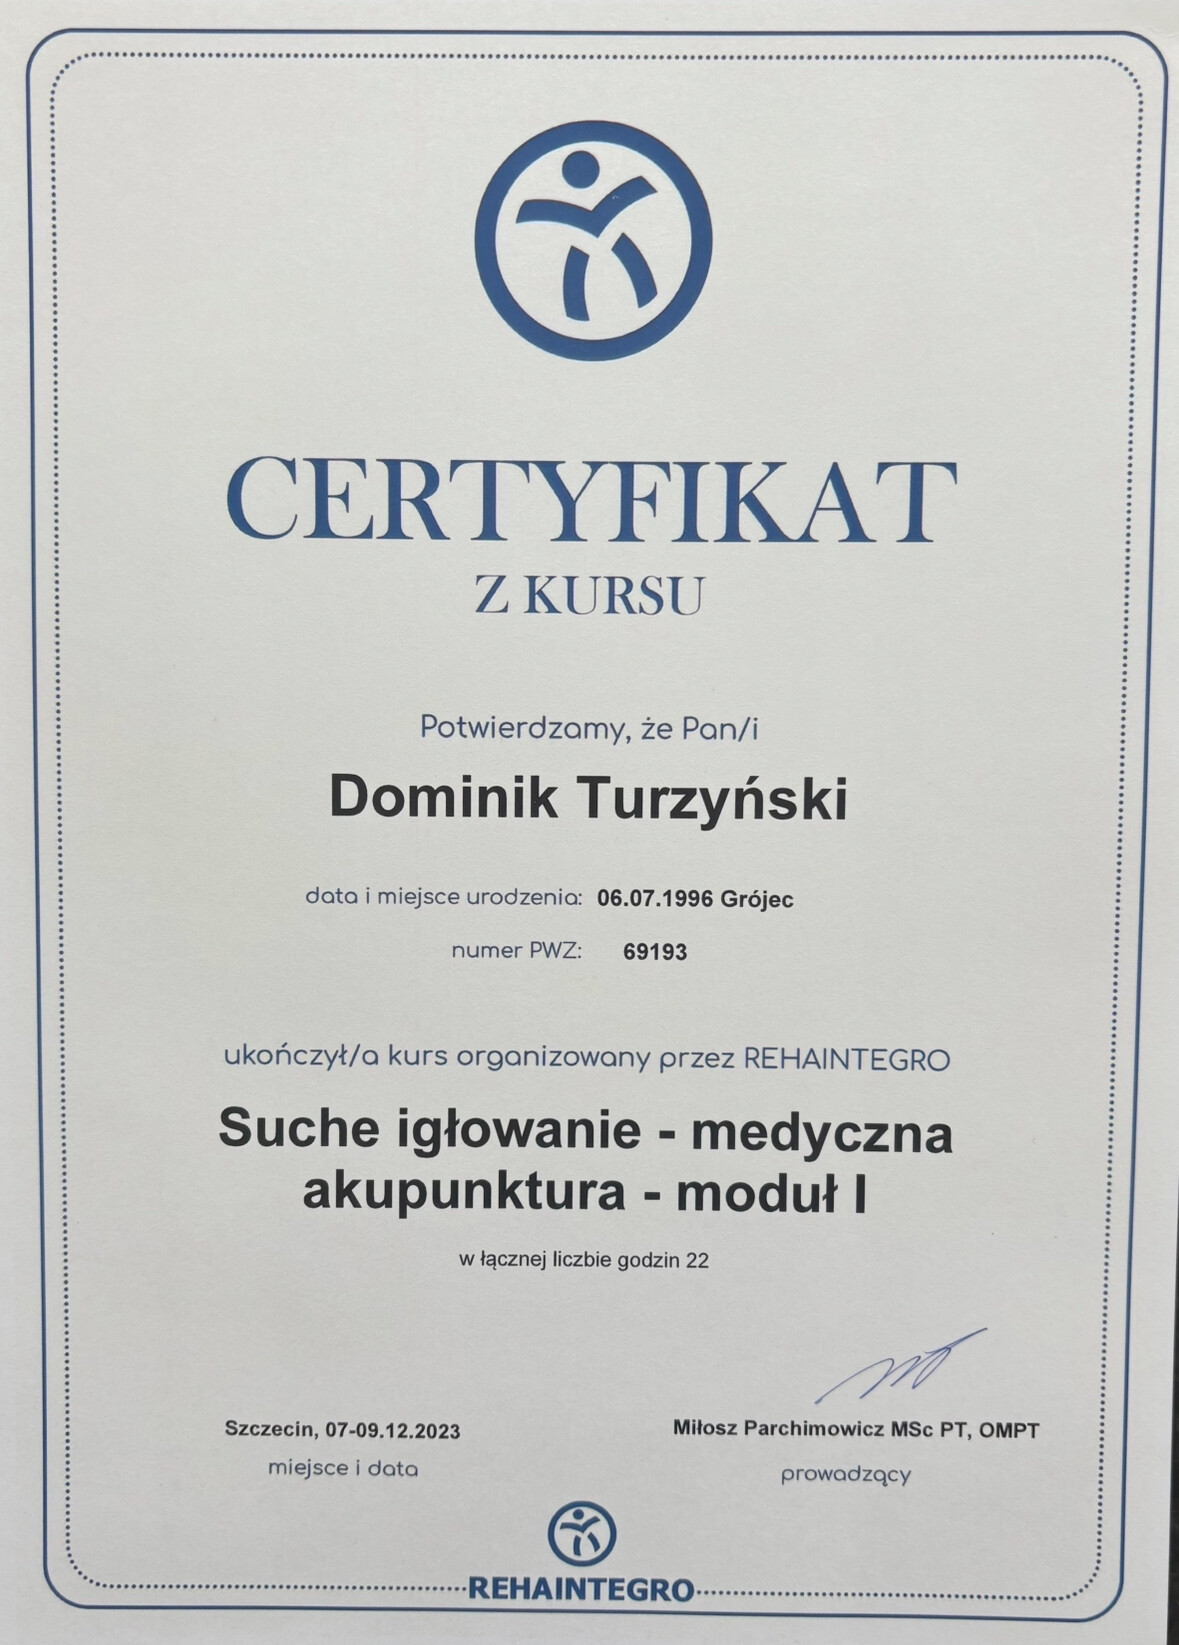 CERTYFIKAT
Z KURSU
Potwierdzamy, że Pan/i
Dominik Turzyński
data i miejsce urodzenia: 06.07.1996 Grójec
numer PWZ: 69193
ukończył/a kurs organizowany przez REHAINTEGRO
Suche igłowanie - medyczna
akupunktura - moduł I
w łącznej liczbie godzin 22
Szczecin, 07-09.12.2023
miejsce i data
Miłosz Parchimowicz MSc PT, OMPT
prowadzący
REHAINTEGRO